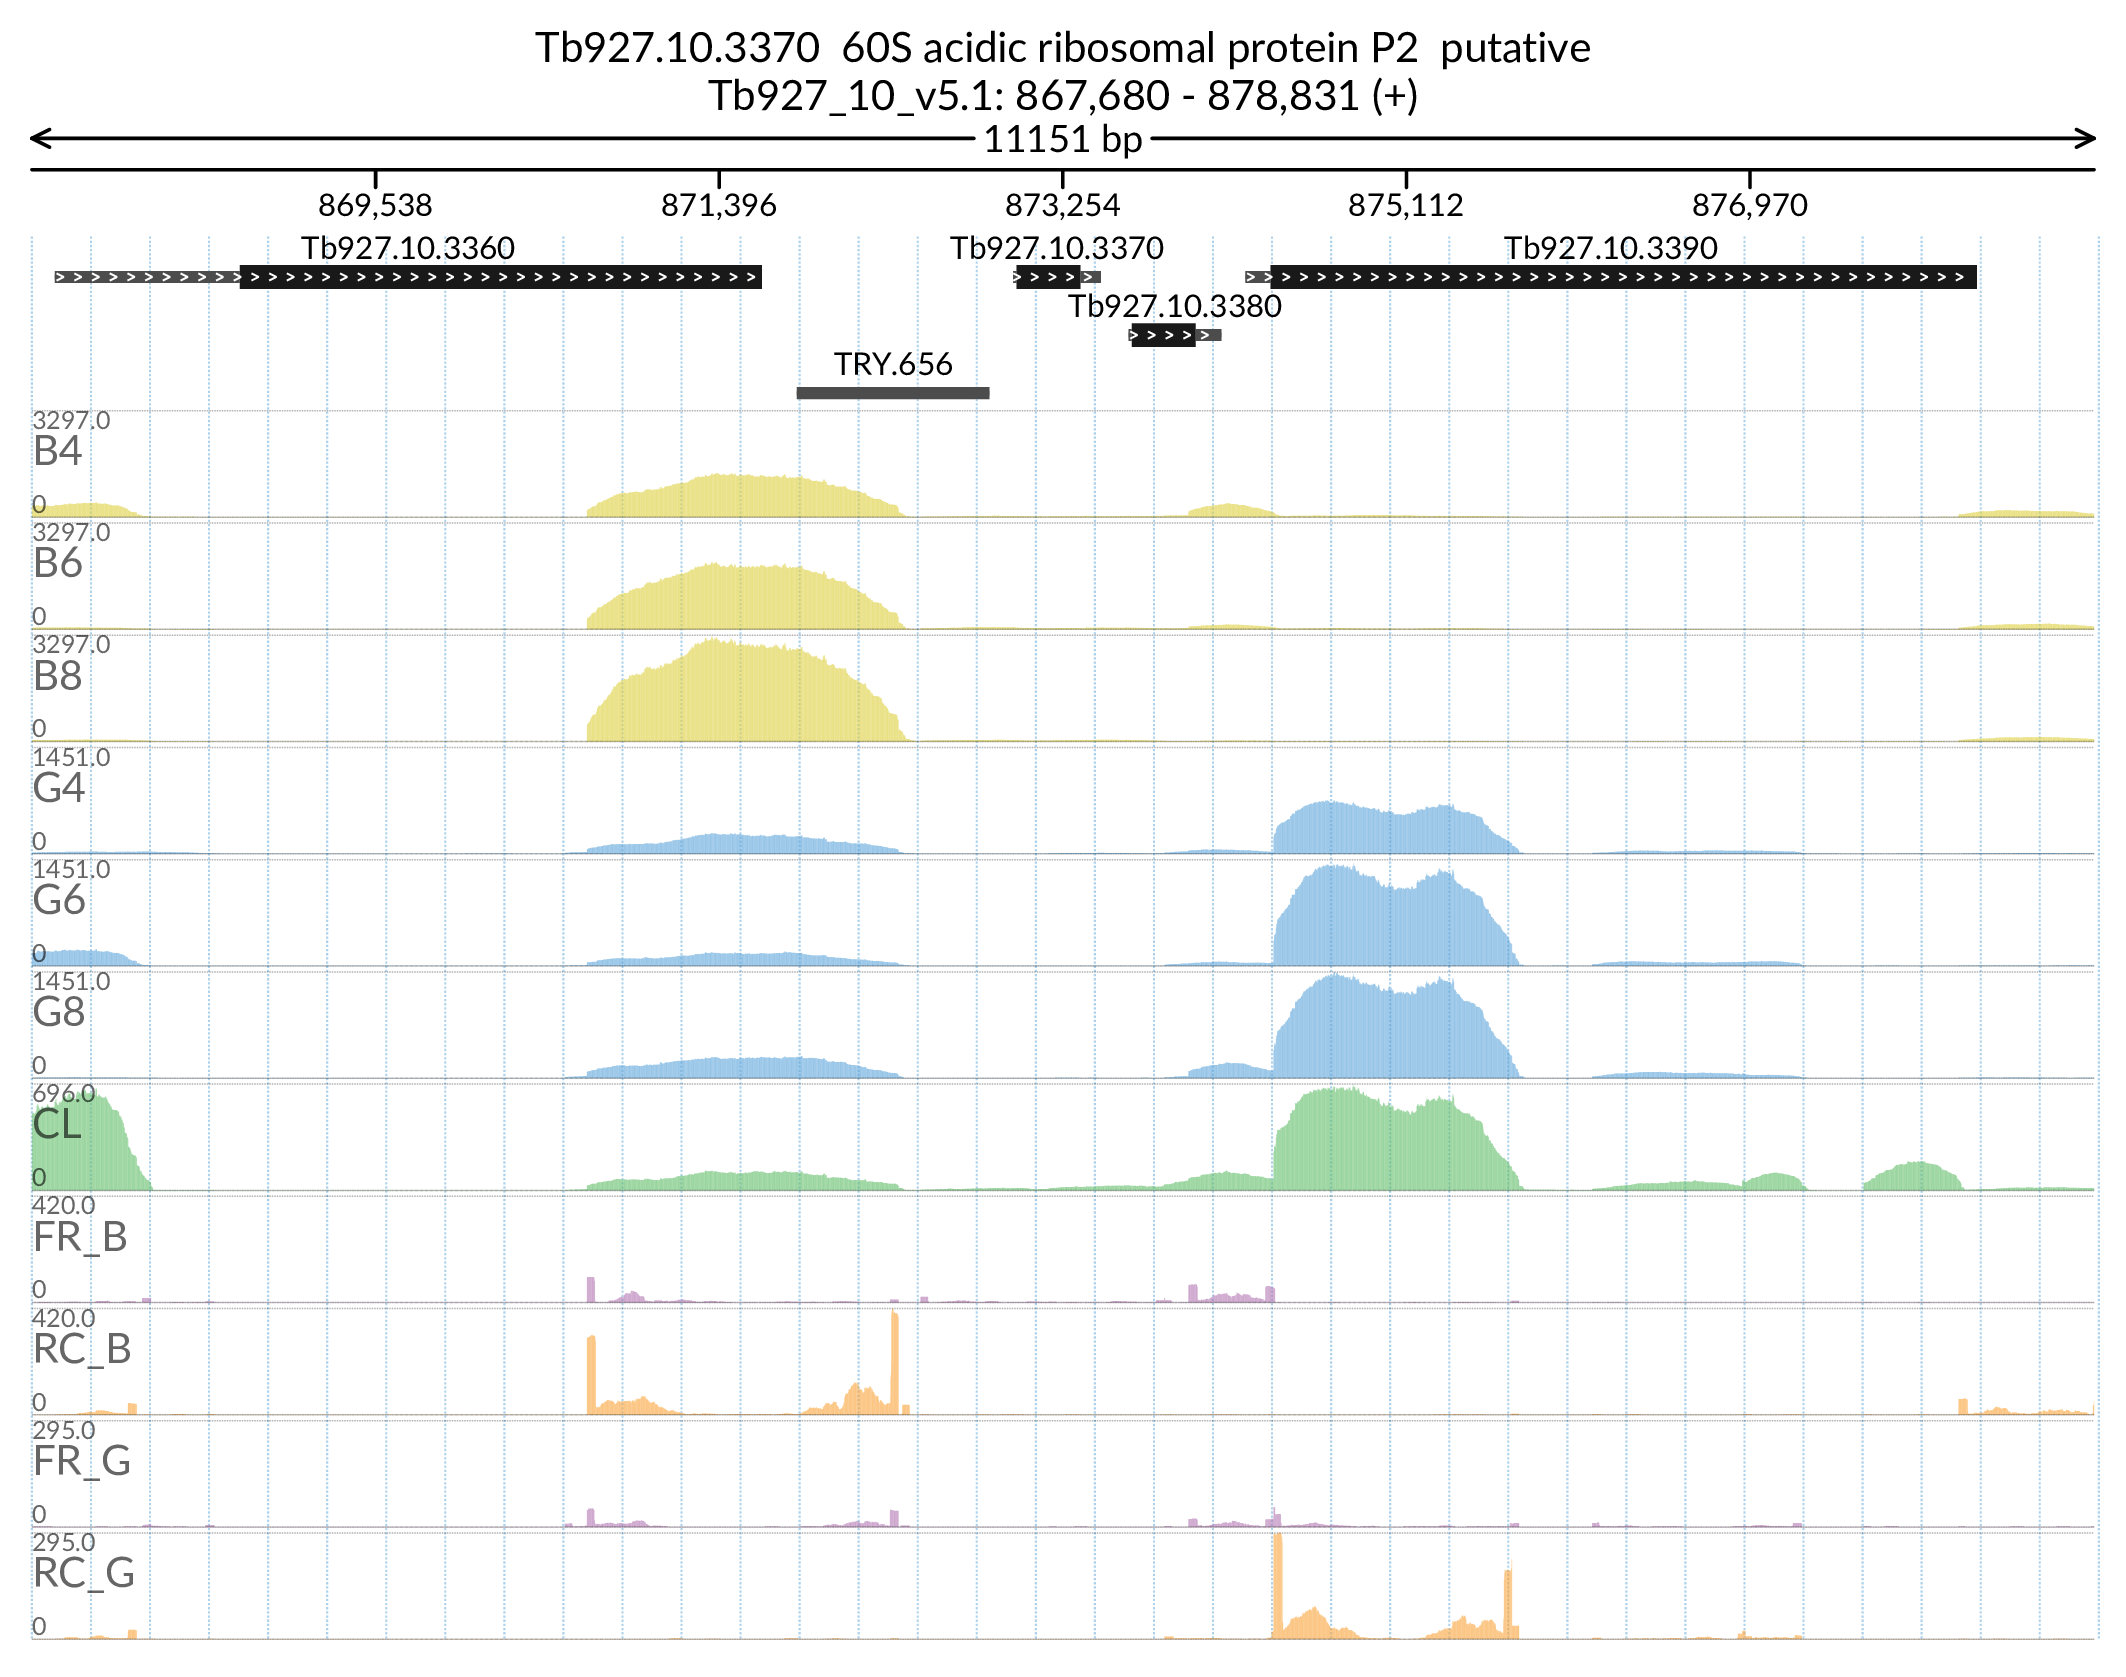 Tb927.10.3370  60S acidic ribosomal protein P2  putative
Tb927_10_v5.1: 867,680 - 878,831 (+)
11151 bp
869,538 871,396 873,254 875,112 876,970
Tb927.10.3360 Tb927.10.3370 Tb927.10.3390
Tb927.10.3380
TRY.656
3297.0
B4
0
3297.0
B6
0
3297.0
B8
0
1451.0
G4
0
1451.0
G6
0
1451.0
G8
0
696.0
CL
0
420.0
FR_B
0
420.0
RC_B
0
295.0
FR_G
0
295.0
RC_G
0